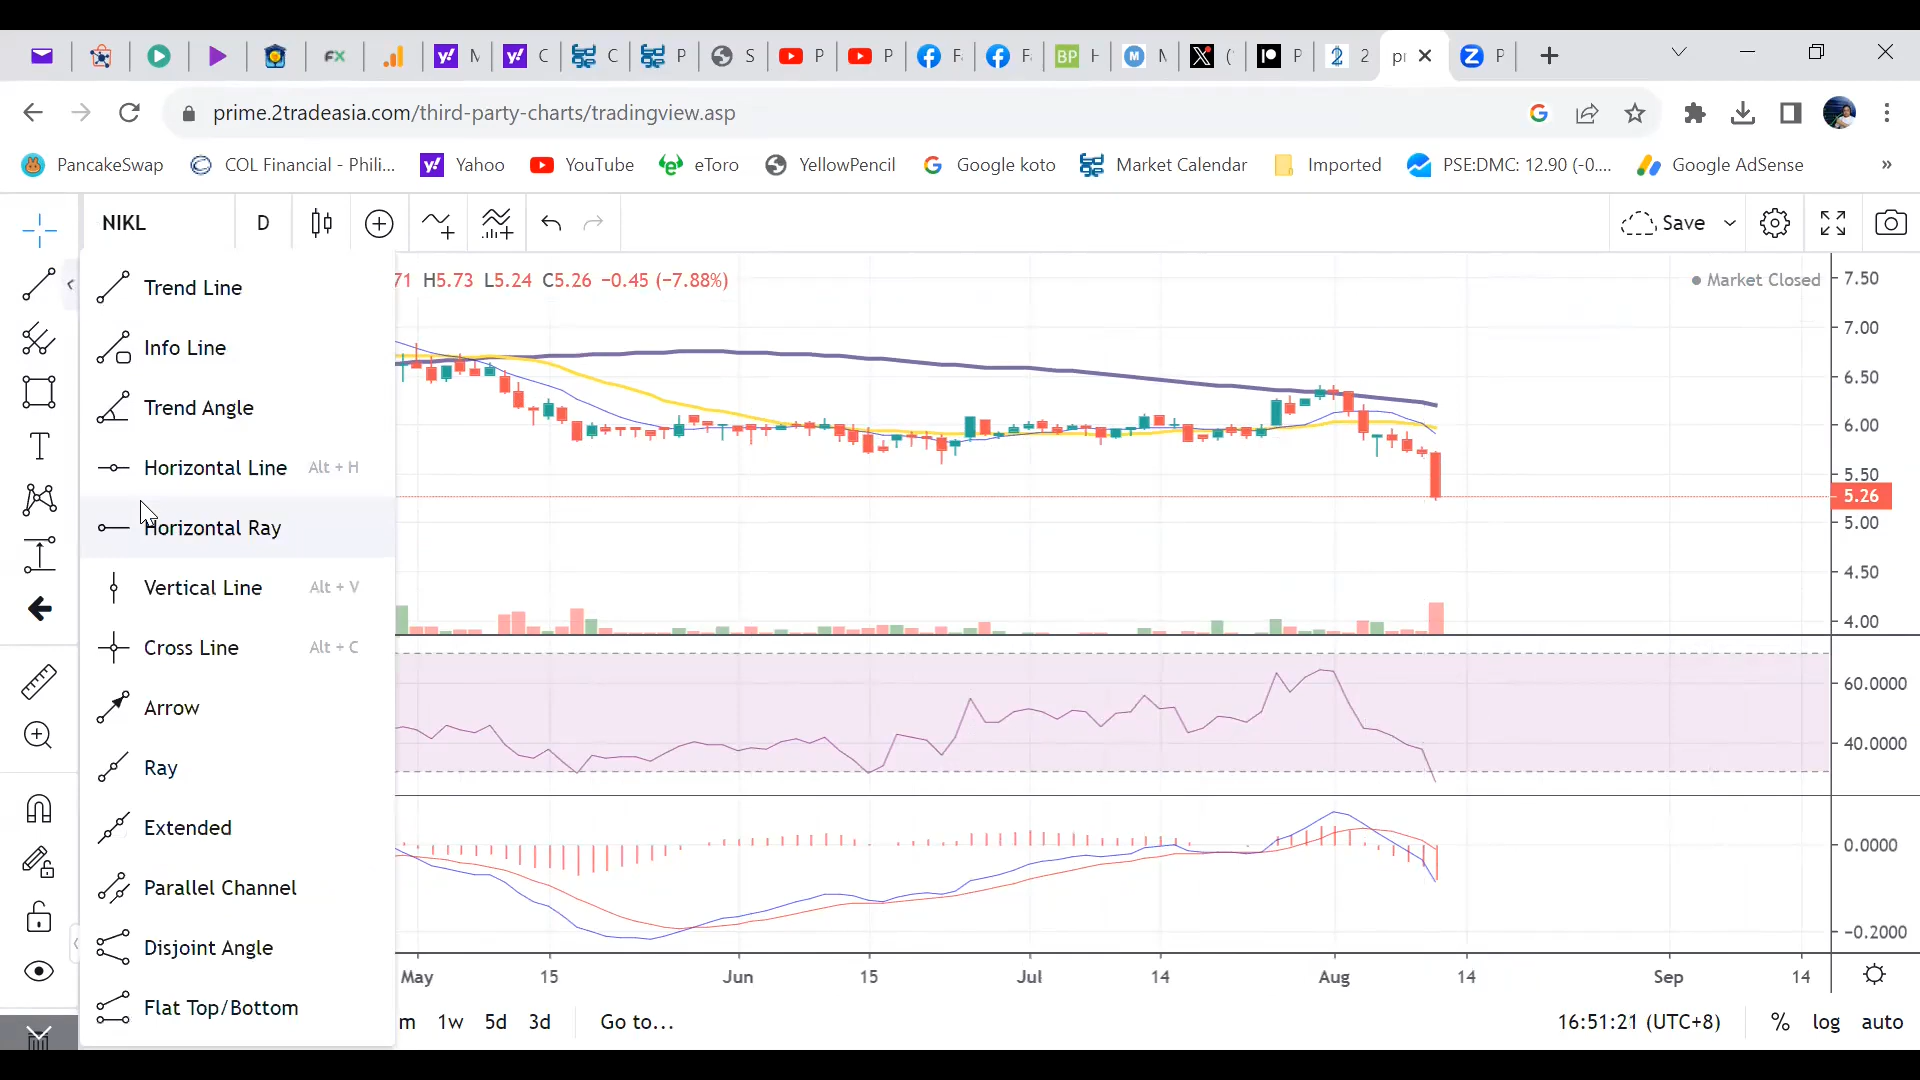 M
C
C
P
S
P
P
F
F
BP
H
M
M
X
(
P
2
2
pr
Z
P
prime.2tradeasia.com/third-party-charts/tradingview.asp
PancakeSwap
COL Financial - Phili...
Yahoo
YouTube
eToro
YellowPencil
Google koto
Market Calendar
Imported
PSE:DMC: 12.90 (-0....
Google AdSense
»
NIKL
D
Save
71 H5.73 L5.24 C5.26 −0.45 (−7.88%)
Market Closed
Trend Line
Info Line
Trend Angle
Horizontal Line Alt + H
Horizontal Ray
Vertical Line Alt + V
Cross Line Alt + C
Arrow
Ray
Extended
Parallel Channel
Disjoint Angle
Flat Top/Bottom
7.50
7.00
6.50
6.00
5.50
5.26
5.00
4.50
4.00
60.0000
40.0000
0.0000
−0.2000
May 15 Jun 15 Jul 14 Aug 14 Sep 14
m 1w 5d 3d Go to...
16:51:21 (UTC+8) % log auto